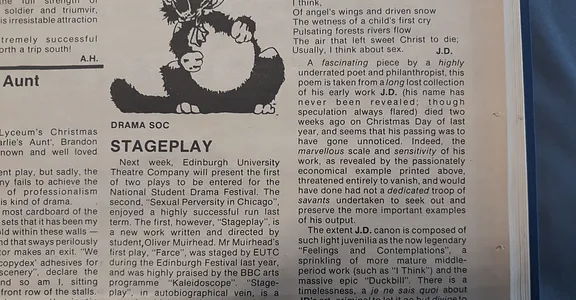 soldier and triumvir,
is irresistible attraction
tremely successful
orth a trip south!
A.H.
Aunt
Lyceum's Christmas
arlie's Aunt', Brandon
nown and well loved
ent play, but sadly, the
ny fails to achieve the
of professionalism
is kind of drama.
most cardboard of the
sets that it has been my
old within these walls —
nd that sways perilously
tor makes an exit. "We
copydex' adhesives for
scenery", declare the
nd so am I, sitting
front row of the stalls.
DRAMA SOC
STAGEPLAY
Next week, Edinburgh University
Theatre Company will present the first
of two plays to be entered for the
National Student Drama Festival. The
second, "Sexual Perversity in Chicago",
enjoyed a highly successful run last
term. The first, however, "Stageplay", is
a new work written and directed by
student, Oliver Muirhead. Mr Muirhead's
first play, "Farce", was staged by EUTC
during the Edinburgh Festival last year,
and was highly praised by the BBC arts
programme "Kaleidoscope". "Stage-
play", in autobiographical vein, is a
I think,
Of angel's wings and driven snow
The wetness of a child's first cry
Pulsating forests rivers flow
The air that left sweet Christ to die;
Usually, I think about sex.
J.D.
A fascinating piece by a highly
underrated poet and philanthropist, this
poem is taken from a long lost collection
of his early work J.D. (his name has
never been revealed; though
speculation always flared) died two
weeks ago on Christmas Day of last
year, and seems that his passing was to
have gone unnoticed. Indeed, the
marvellous scale and sensitivity of his
work, as revealed by the passionately
economical example printed above,
threatened entirely to vanish, and would
have done had not a dedicated troop of
savants undertaken to seek out and
preserve the more important examples
of his output.
The extent J.D. canon is composed of
such light juvenilia as the now legendary
"Feelings and Contemplations", a
sprinkling of more mature middle-
period work (such as "I Think") and the
massive epic "Duckbill". There is a
timelessness, a je ne sais quoi about